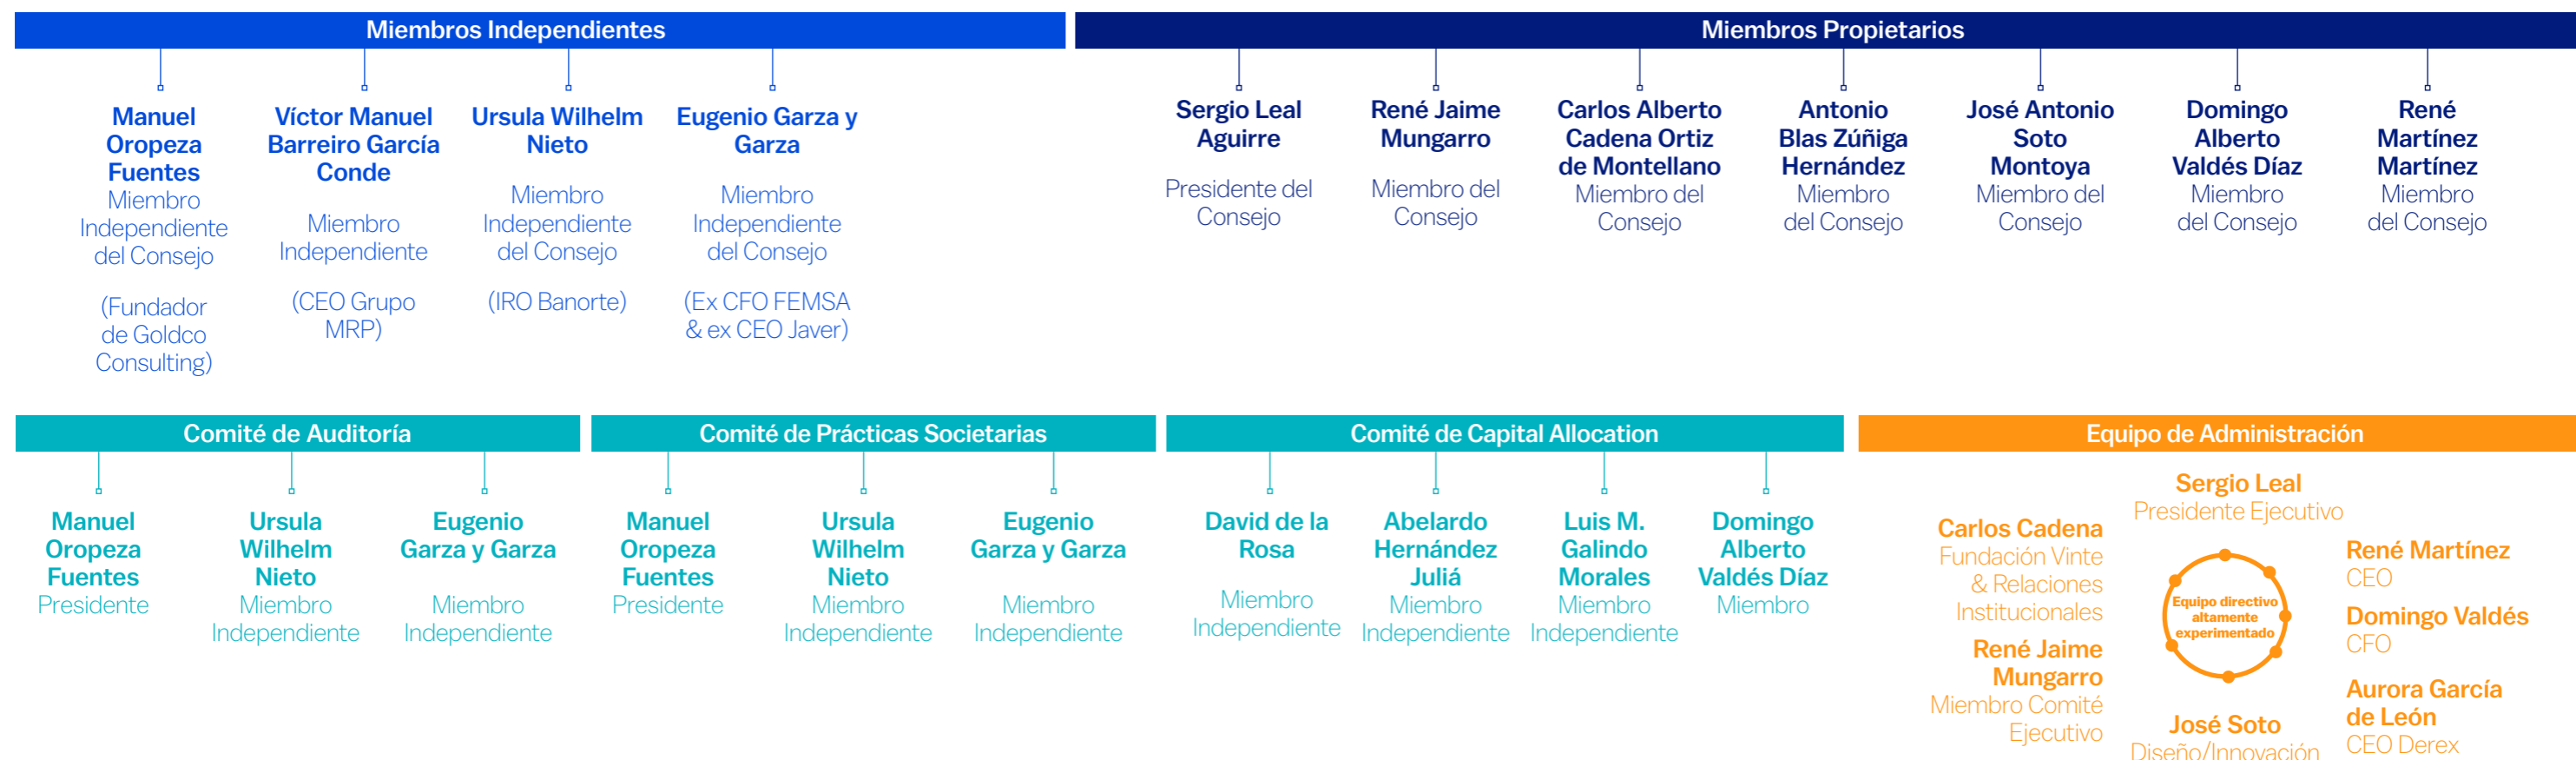 Miembros Independientes
Manuel
Oropeza
Fuentes
Miembro
Independiente
del Consejo
(Fundador
de Goldco
Consulting)
Víctor Manuel
Barreiro García
Conde
Miembro
Independiente
(CEO Grupo
MRP)
Ursula Wilhelm
Nieto
Miembro
Independiente
del Consejo
(IRO Banorte)
Eugenio Garza y
Garza
Miembro
Independiente
del Consejo
(Ex CFO FEMSA
& ex CEO Javer)
Miembros Propietarios
Sergio Leal
Aguirre
Presidente del
Consejo
René Jaime
Mungarro
Miembro del
Consejo
Carlos Alberto
Cadena Ortiz
de Montellano
Miembro del
Consejo
Antonio
Blas Zúñiga
Hernández
Miembro
del Consejo
José Antonio
Soto
Montoya
Miembro del
Consejo
Domingo
Alberto
Valdés Díaz
Miembro
del Consejo
René
Martínez
Martínez
Miembro
del Consejo
Comité de Auditoría
Manuel
Oropeza
Fuentes
Presidente
Ursula
Wilhelm
Nieto
Miembro
Independiente
Eugenio
Garza y Garza
Miembro
Independiente
Comité de Prácticas Societarias
Manuel
Oropeza
Fuentes
Presidente
Ursula
Wilhelm
Nieto
Miembro
Independiente
Eugenio
Garza y Garza
Miembro
Independiente
Comité de Capital Allocation
David de la
Rosa
Miembro
Independiente
Abelardo
Hernández
Juliá
Miembro
Independiente
Luis M.
Galindo
Morales
Miembro
Independiente
Domingo
Alberto
Valdés Díaz
Miembro
Equipo de Administración
Sergio Leal
Presidente Ejecutivo
Carlos Cadena
Fundación Vinte
& Relaciones
Institucionales
René Jaime
Mungarro
Miembro Comité
Ejecutivo
Equipo directivo
altamente
experimentado
José Soto
Diseño/Innovación
René Martínez
CEO
Domingo Valdés
CFO
Aurora García
de León
CEO Derex